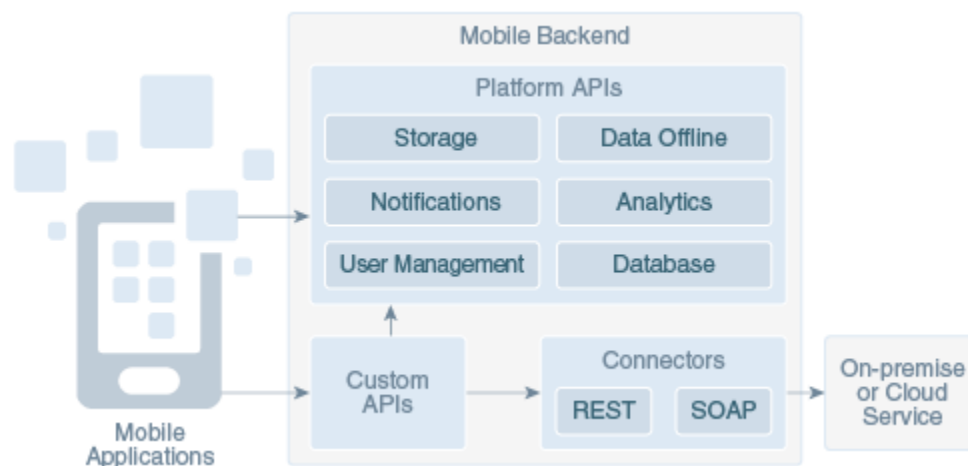 Mobile Backend
Platform APIs
Storage
Data Offline
Notifications
Analytics
User Management
Database
Custom
APIs
Connectors
REST
SOAP
On-premise
or Cloud
Service
Mobile
Applications